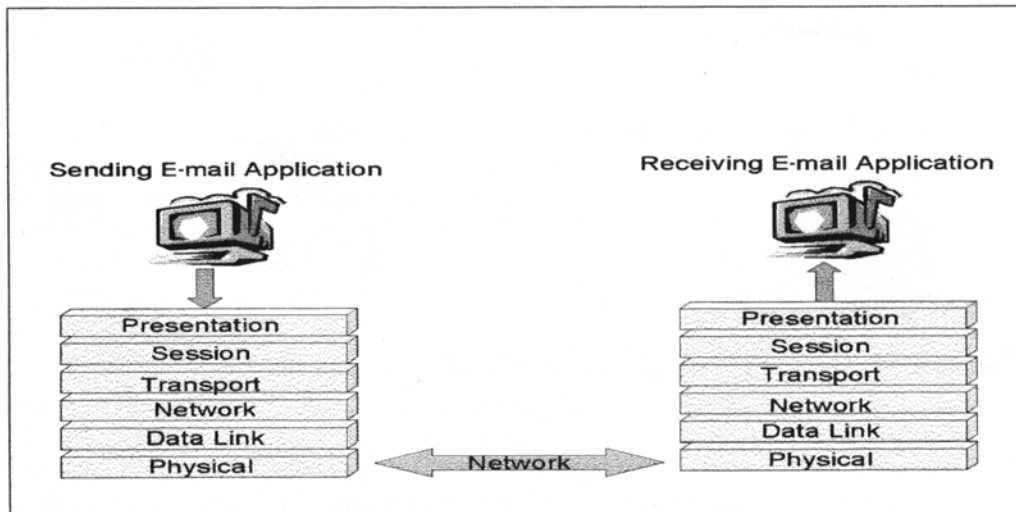 Sending E-mail Application
Receiving E-mail Application
Presentation
Session
Transport
Network
Data Link
Physical
Presentation
Session
Transport
Network
Data Link
Physical
Network